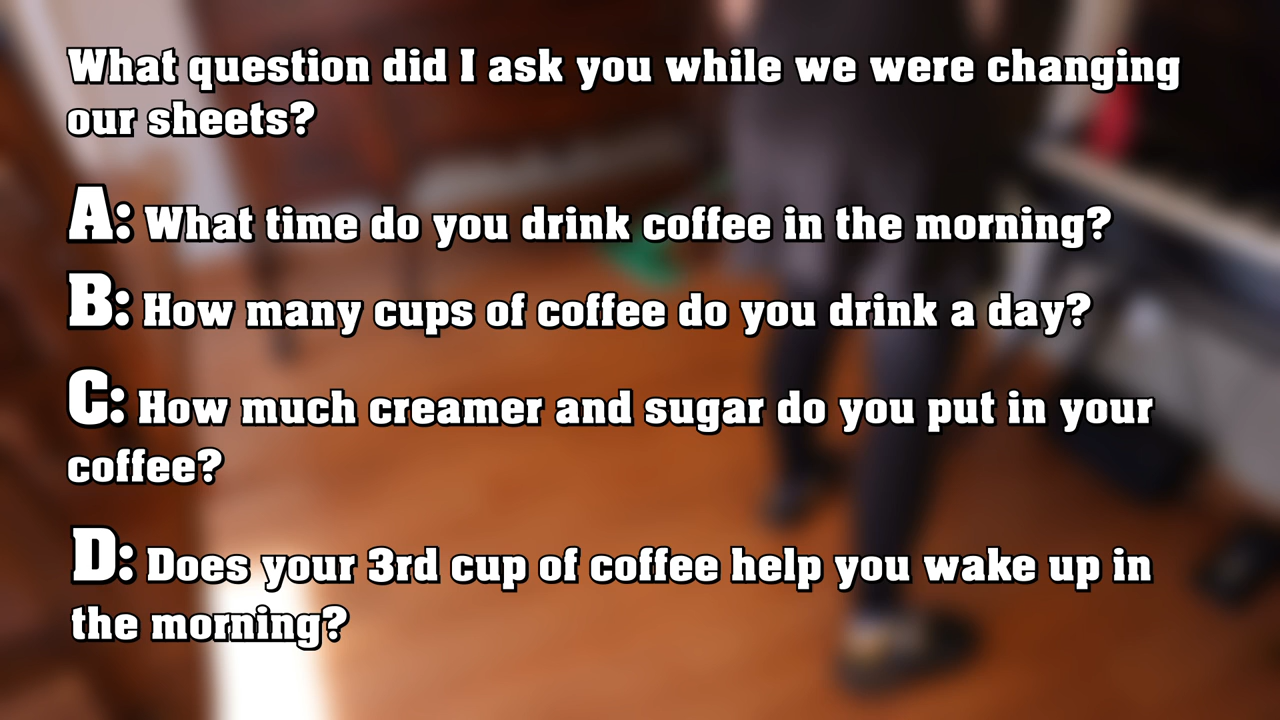 What question did I ask you while we were changing
our sheets?
A: What time do you drink coffee in the morning?
B: How many cups of coffee do you drink a day?
C: How much creamer and sugar do you put in your
coffee?
D: Does your 3rd cup of coffee help you wake up in
the morning?